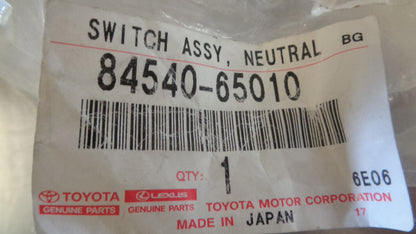 SWITCH ASSY, NEUTRAL BG
84540-65010
QTY: 1
6E06
TOYOTA LEXUS TOYOTA MOTOR CORPORATION
GENUINE PARTS GENUINE PARTS 17
MADE IN JAPAN